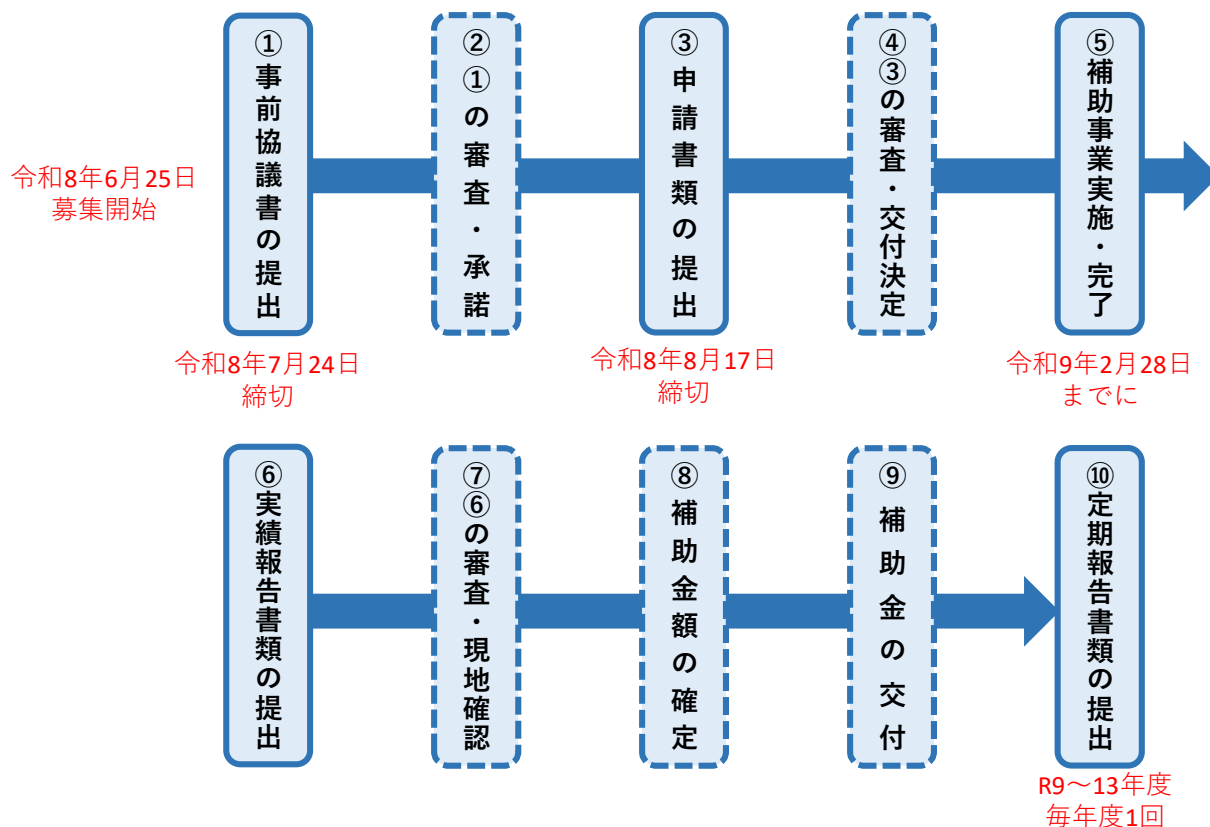 令和8年6月25日
募集開始
①事前協議書の提出
令和8年7月24日
締切
②①の審査・承諾
③申請書類の提出
令和8年8月17日
締切
④③の審査・交付決定
⑤補助事業実施・完了
令和9年2月28日
までに
⑥実績報告書類の提出
⑦⑥の審査・現地確認
⑧補助金額の確定
⑨補助金の交付
⑩定期報告書類の提出
R9～13年度
毎年度1回